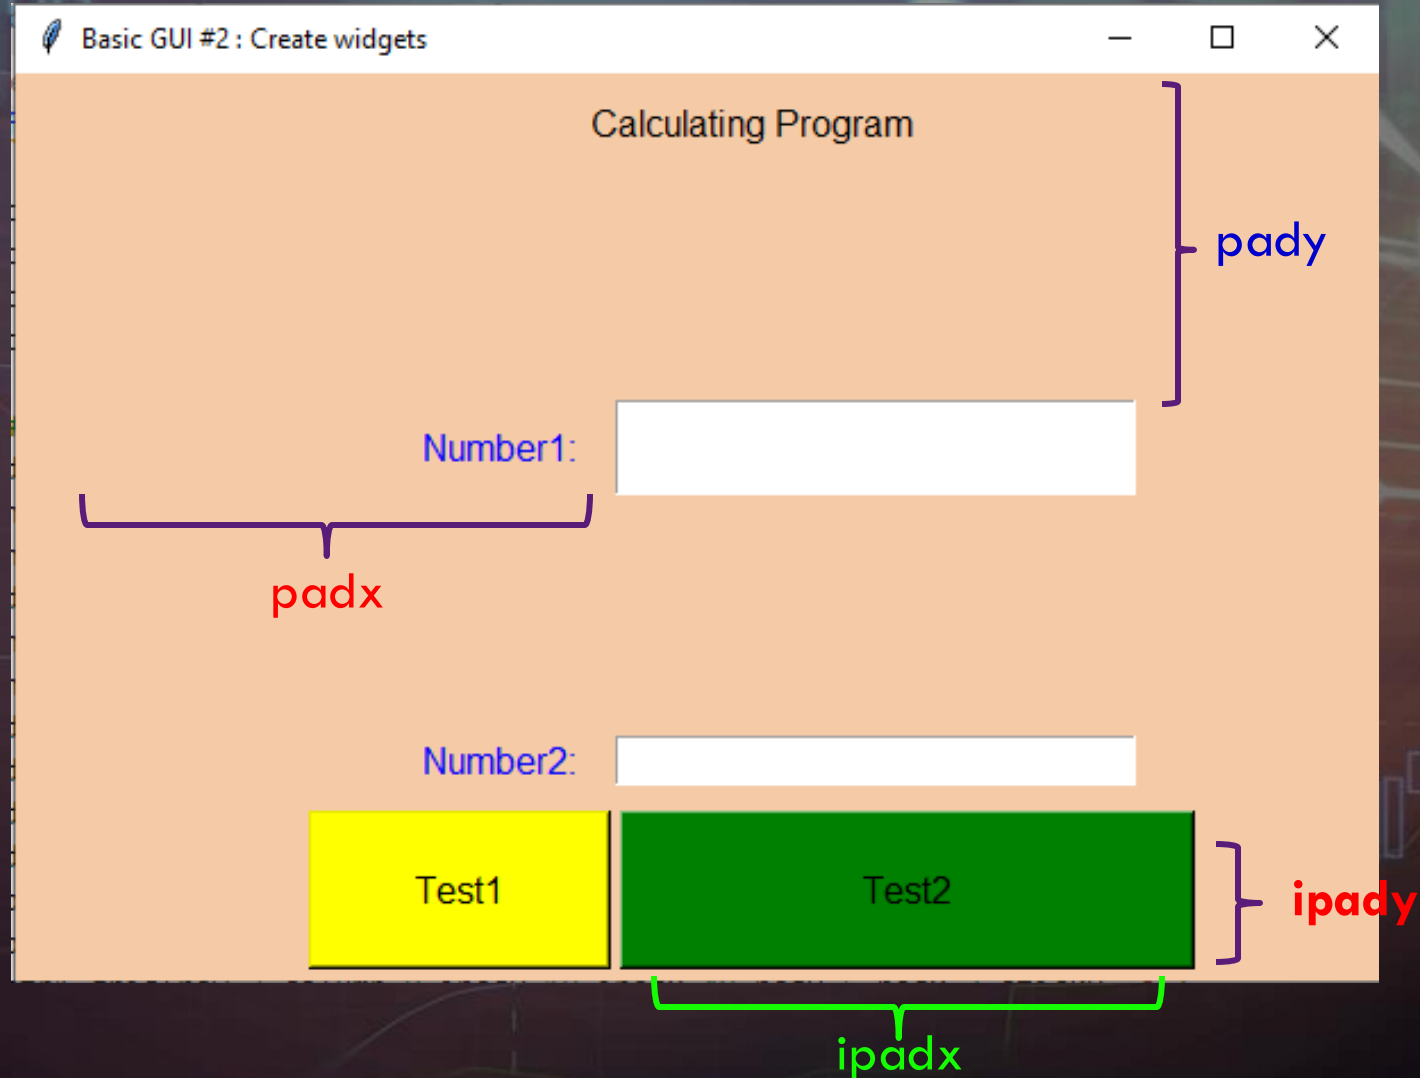 Basic GUI #2 : Create widgets
Calculating Program
pady
Number1:
padx
Number2:
Test1
Test2
ipady
ipadx